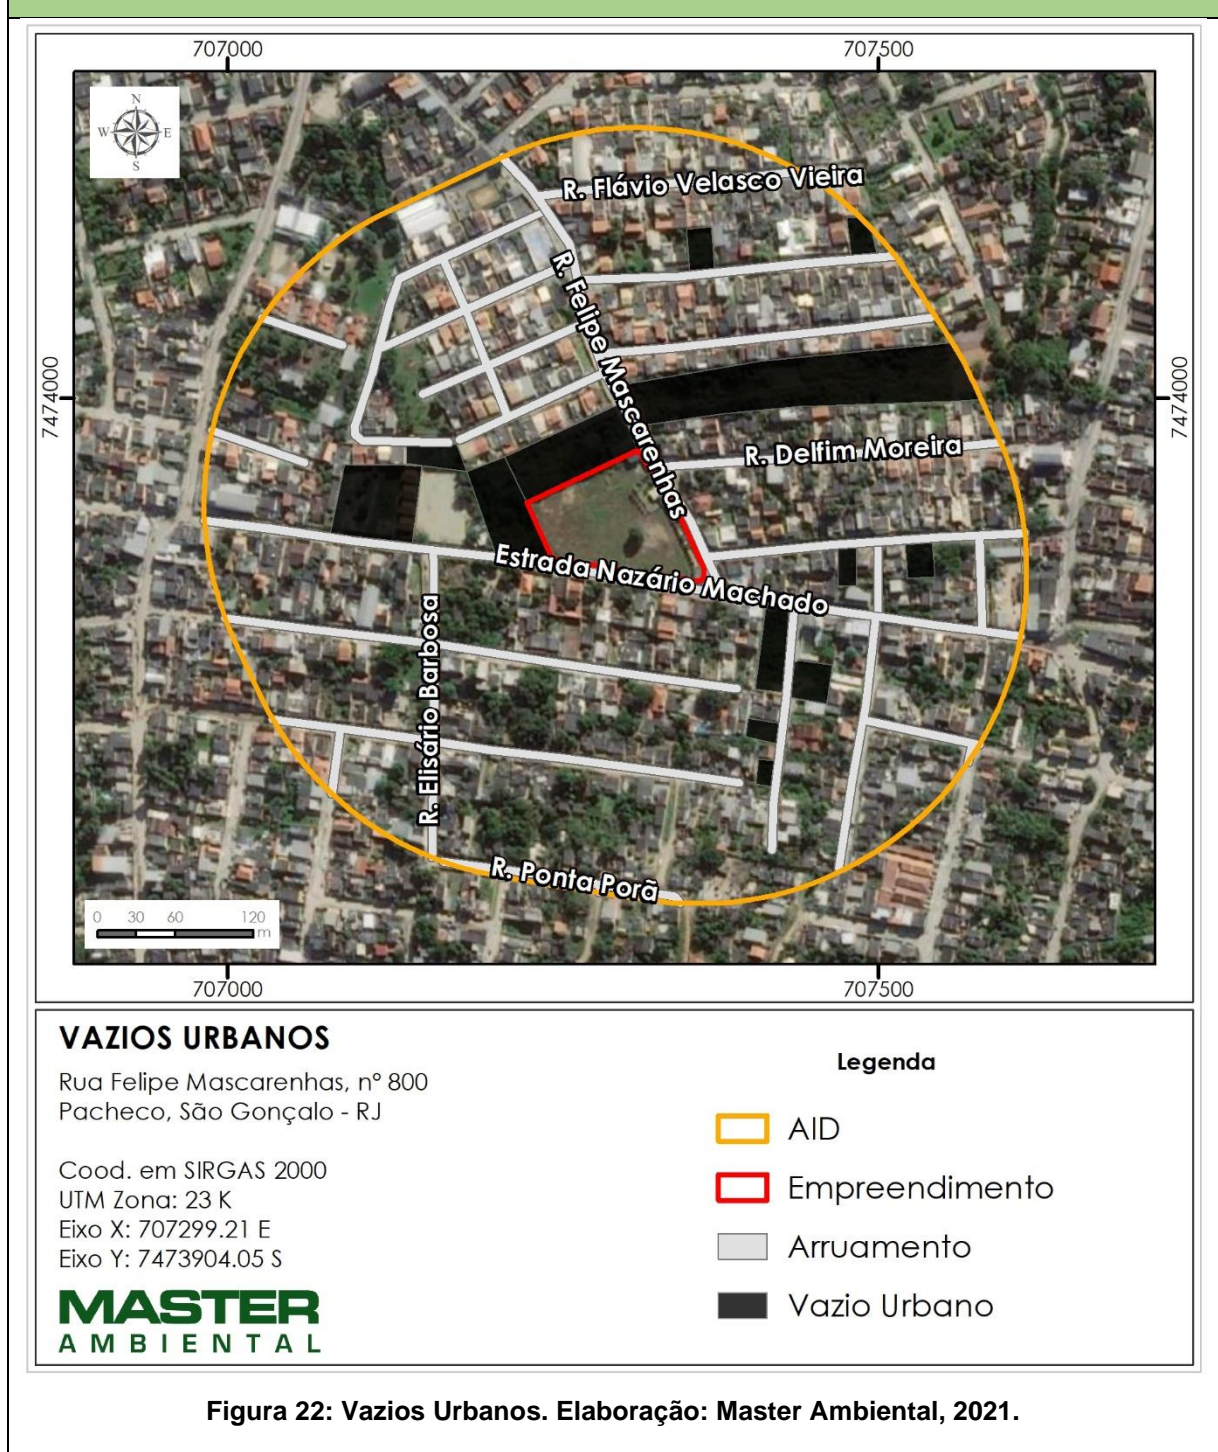 707000
707500
N
W
E
S
R. Flávio Velasco Vieira
R. Felipe Mascarenhas
7474000
7474000
R. Delfim Moreira
Estrada Nazário Machado
R. Elisário Barbosa
R. Ponta Porã
0 30 60 120
m
707000
707500
VAZIOS URBANOS
Rua Felipe Mascarenhas, nº 800
Pacheco, São Gonçalo - RJ
Cood. em SIRGAS 2000
UTM Zona: 23 K
Eixo X: 707299.21 E
Eixo Y: 7473904.05 S
MASTER
AMBIENTAL
Legenda
AID
Empreendimento
Arruamento
Vazio Urbano
Figura 22: Vazios Urbanos. Elaboração: Master Ambiental, 2021.